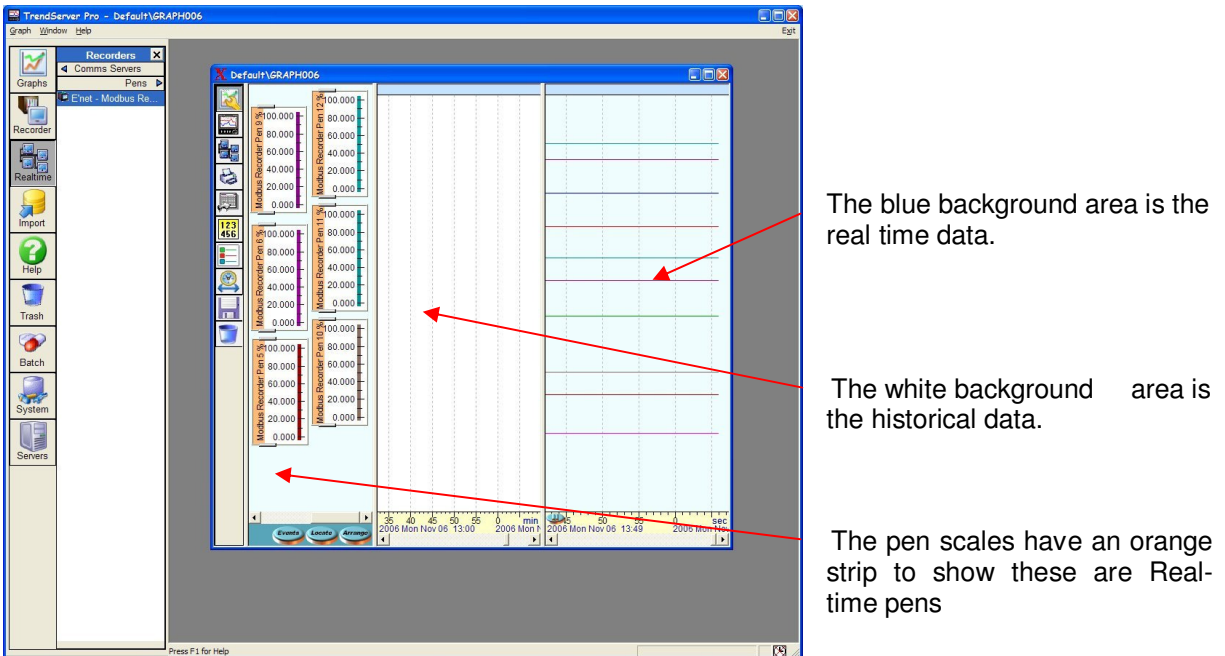 TrendServer Pro - Default\GRAPH006
Graph Window Help
Exit
Graphs
Recorder
Realtime
Import
Help
Trash
Batch
System
Servers
Recorders
Comms Servers
Pens
E'net - Modbus Re...
Default\GRAPH006
123
456
Modbus Recorder Pen 9 %
100.000
80.000
60.000
40.000
20.000
0.000
Modbus Recorder Pen 12 %
100.000
80.000
60.000
40.000
20.000
0.000
Modbus Recorder Pen 6 %
100.000
80.000
60.000
40.000
20.000
0.000
Modbus Recorder Pen 11 %
100.000
80.000
60.000
40.000
20.000
0.000
Modbus Recorder Pen 5 %
100.000
80.000
60.000
40.000
20.000
0.000
Modbus Recorder Pen 10 %
100.000
80.000
60.000
40.000
20.000
0.000
Events Locate Arrange
35 40 45 50 55 0 min
2006 Mon Nov 06 13:00 2006 Mon N
45 50 55 0 sec
2006 Mon Nov 06 13:49 2006 Mon Nov
Press F1 for Help
The blue background area is the
real time data.
The white background area is
the historical data.
The pen scales have an orange
strip to show these are Real-
time pens